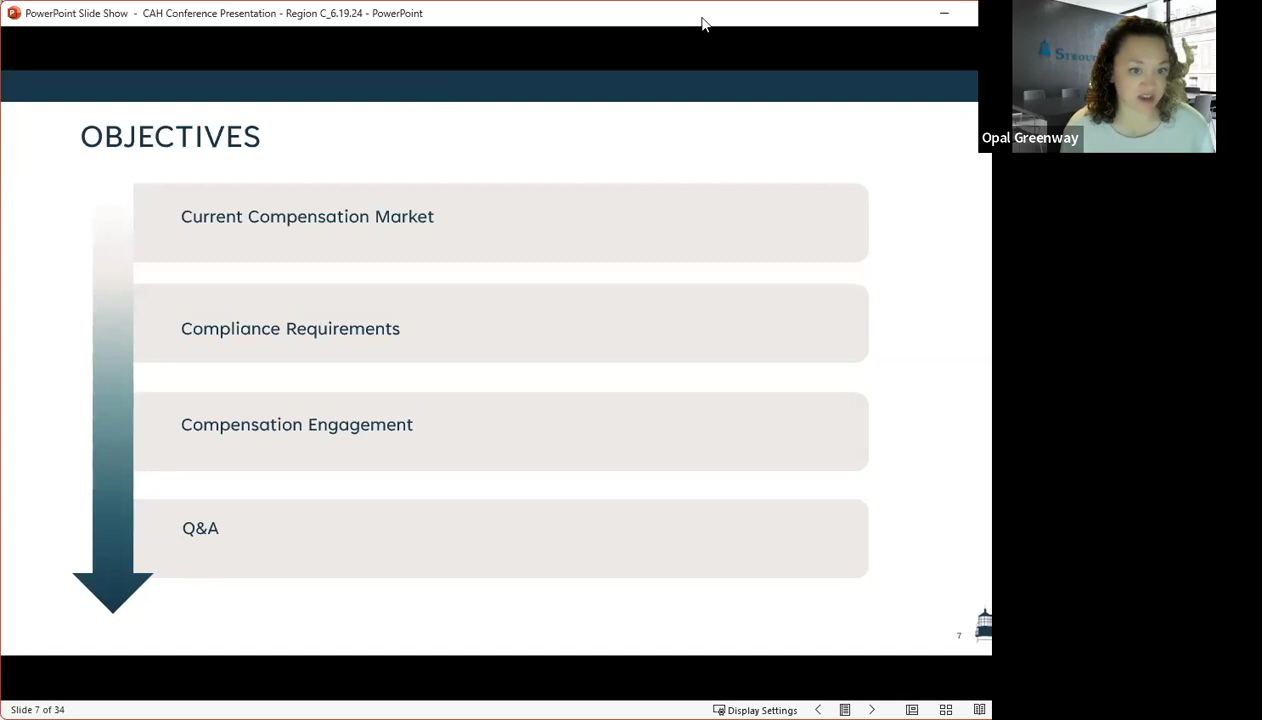 PowerPoint Slide Show - CAH Conference Presentation - Region C_6.19.24 - PowerPoint
OBJECTIVES
Current Compensation Market
Compliance Requirements
Compensation Engagement
Q&A
7
Opal Greenway
Slide 7 of 34
Display Settings